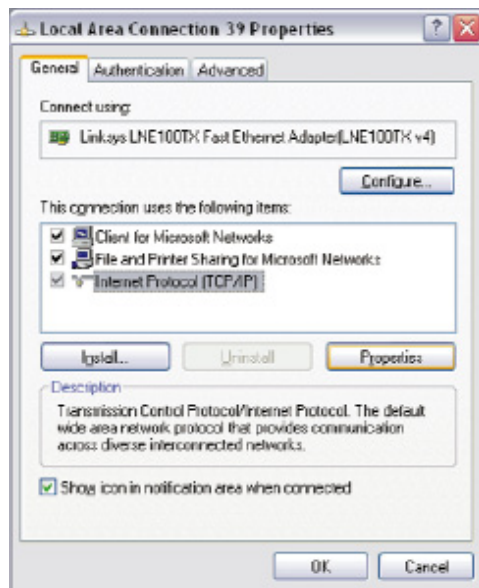 Local Area Connection 39 Properties
General Authentication Advanced
Connect using:
Linksys LNE100TX Fast Ethernet Adapter(LNE100TX v4)
Configure...
This connection uses the following items:
Client for Microsoft Networks
File and Printer Sharing for Microsoft Networks
Internet Protocol (TCP/IP)
Install... Uninstall Properties
Description
Transmission Control Protocol/Internet Protocol. The default
wide area network protocol that provides communication
across diverse interconnected networks.
Show icon in notification area when connected
OK Cancel